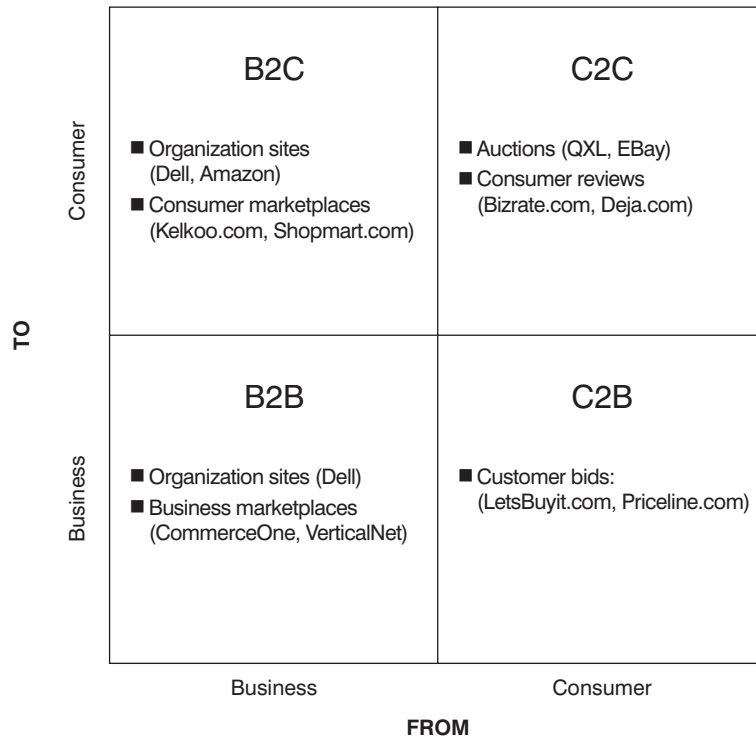 B2C
■ Organization sites
(Dell, Amazon)
■ Consumer marketplaces
(Kelkoo.com, Shopmart.com)
C2C
■ Auctions (QXL, EBay)
■ Consumer reviews
(Bizrate.com, Deja.com)
Consumer
TO
B2B
■ Organization sites (Dell)
■ Business marketplaces
(CommerceOne, VerticalNet)
C2B
■ Customer bids:
(LetsBuyit.com, Priceline.com)
Business
Business
Consumer
FROM